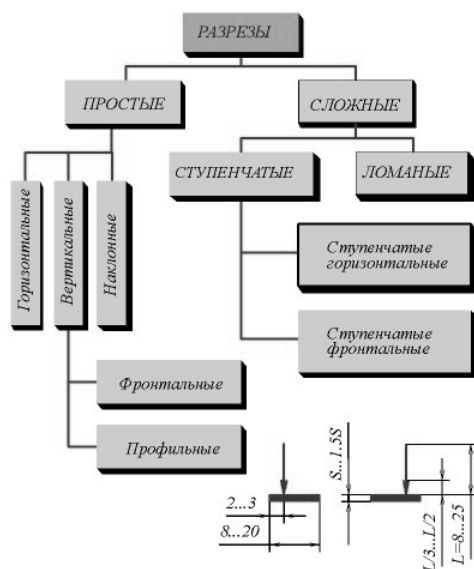 РАЗРЕЗЫ
ПРОСТЫЕ
СЛОЖНЫЕ
СТУПЕНЧАТЫЕ
ЛОМАНЫЕ
Горизонтальные
Вертикальные
Наклонные
Ступенчатые
горизонтальные
Ступенчатые
фронтальные
Фронтальные
Профильные
2...3
8...20
S...1.5S
L/3...L/2
L=8...25